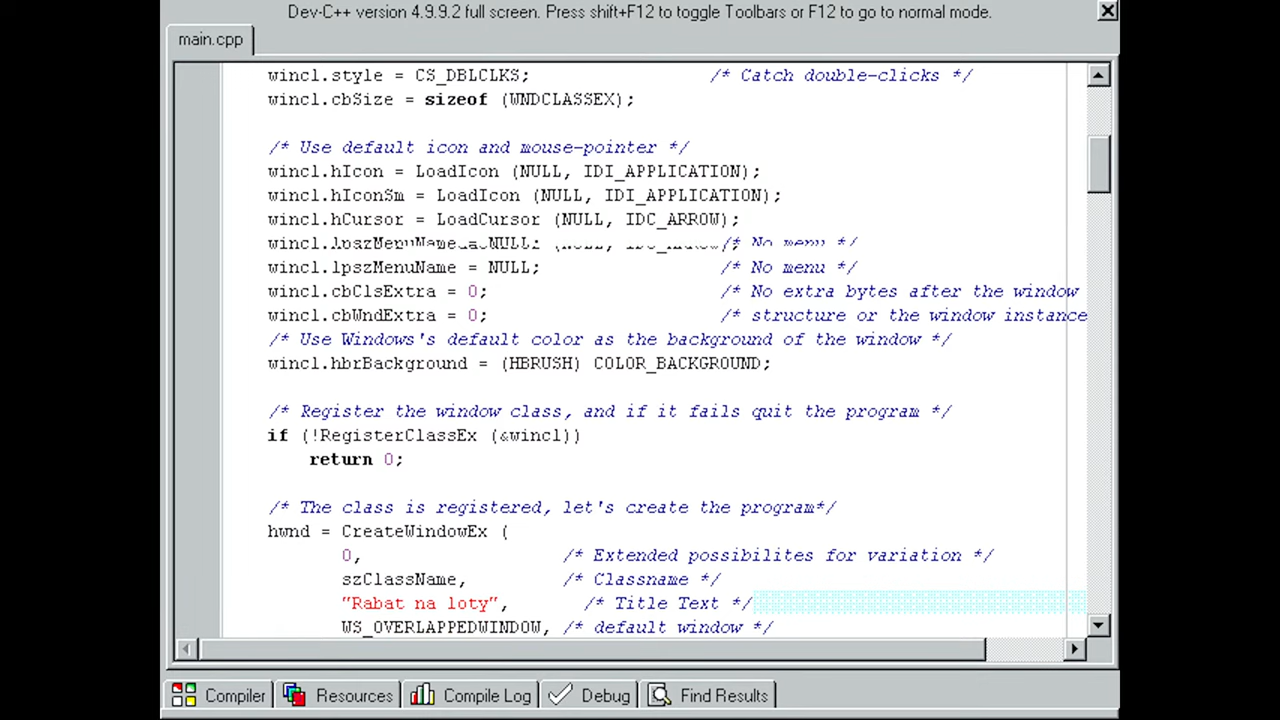 Dev-C++ version 4.9.9.2 full screen. Press shift+F12 to toggle Toolbars or F12 to go to normal mode.
main.cpp
wincl.style = CS_DBLCLKS; /* Catch double-clicks */
wincl.cbSize = sizeof (WNDCLASSEX);
/* Use default icon and mouse-pointer */
wincl.hIcon = LoadIcon (NULL, IDI_APPLICATION);
wincl.hIconSm = LoadIcon (NULL, IDI_APPLICATION);
wincl.hCursor = LoadCursor (NULL, IDC_ARROW);
wincl.lpszMenuName = NULL; /* No menu */
wincl.cbClsExtra = 0; /* No extra bytes after the window
wincl.cbWndExtra = 0; /* structure or the window instance
/* Use Windows's default color as the background of the window */
wincl.hbrBackground = (HBRUSH) COLOR_BACKGROUND;
/* Register the window class, and if it fails quit the program */
if (!RegisterClassEx (&wincl))
return 0;
/* The class is registered, let's create the program*/
hwnd = CreateWindowEx (
0, /* Extended possibilites for variation */
szClassName, /* Classname */
"Rabat na loty", /* Title Text */
WS_OVERLAPPEDWINDOW, /* default window */
Compiler Resources Compile Log Debug Find Results